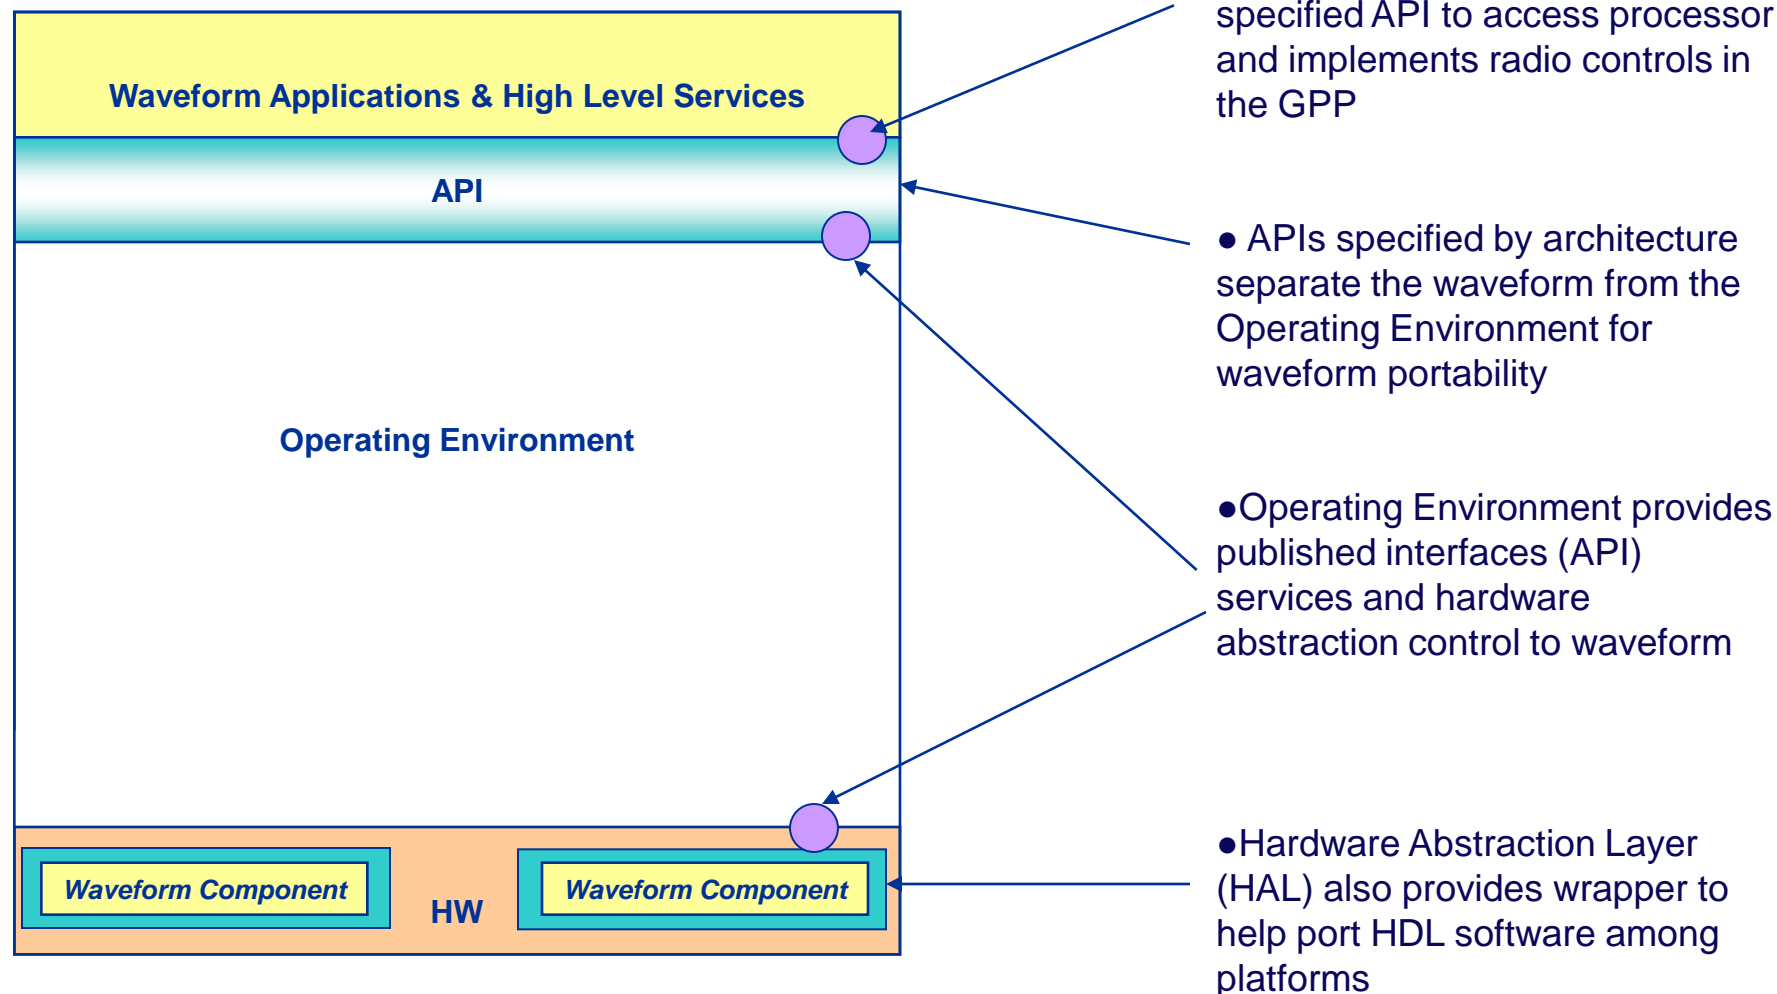 Waveform Applications & High Level Services
API
Operating Environment
Waveform Component
HW
Waveform Component
specified API to access processor
and implements radio controls in
the GPP
● APIs specified by architecture
separate the waveform from the
Operating Environment for
waveform portability
●Operating Environment provides
published interfaces (API)
services and hardware
abstraction control to waveform
●Hardware Abstraction Layer
(HAL) also provides wrapper to
help port HDL software among
platforms